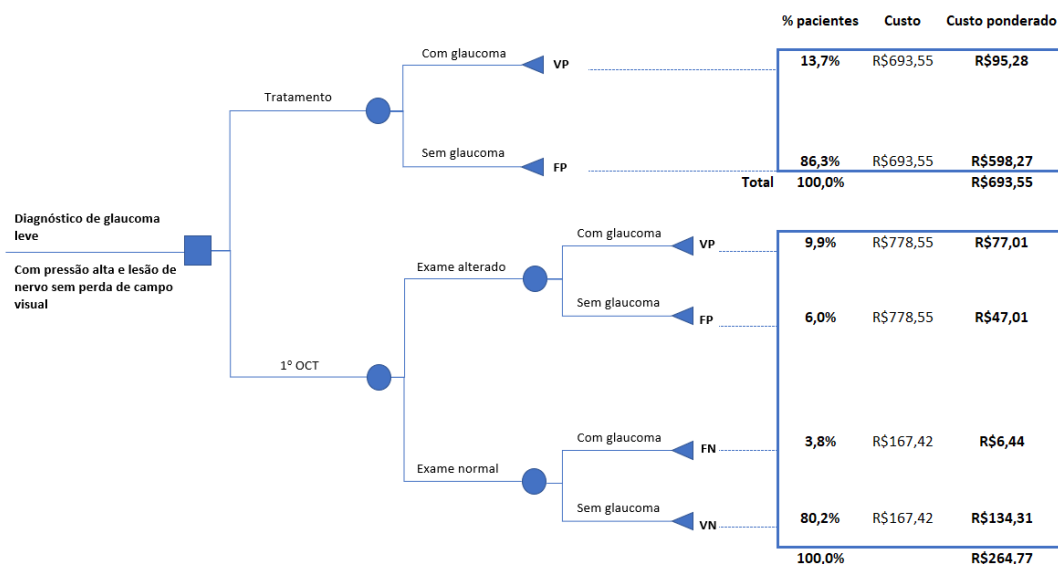 % pacientes Custo Custo ponderado
Com glaucoma VP 13,7% R$693,55 R$95,28
Tratamento
Sem glaucoma FP 86,3% R$693,55 R$598,27
Total 100,0% R$693,55
Diagnóstico de glaucoma
leve
Com pressão alta e lesão de
nervo sem perda de campo
visual
Com glaucoma VP 9,9% R$778,55 R$77,01
Exame alterado
Sem glaucoma FP 6,0% R$778,55 R$47,01
1º OCT
Com glaucoma FN 3,8% R$167,42 R$6,44
Exame normal
Sem glaucoma VN 80,2% R$167,42 R$134,31
100,0% R$264,77